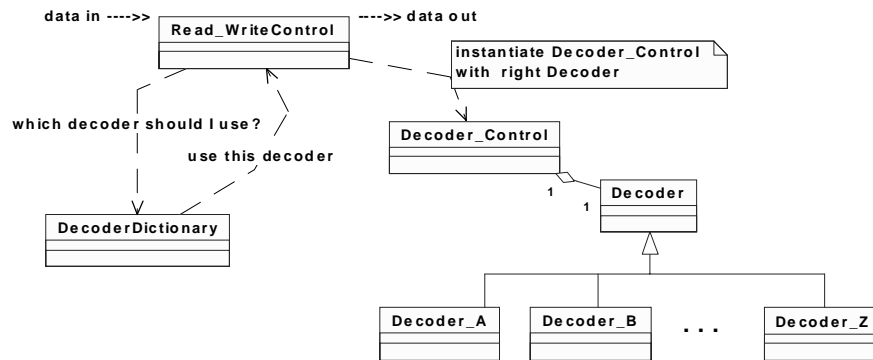 data in ---->> ---->> data out
Read_WriteControl
instantiate Decoder_Control
with right Decoder
which decoder should I use?
use this decoder
Decoder_Control
1
Decoder
1
DecoderDictionary
Decoder_A
Decoder_B
...
Decoder_Z